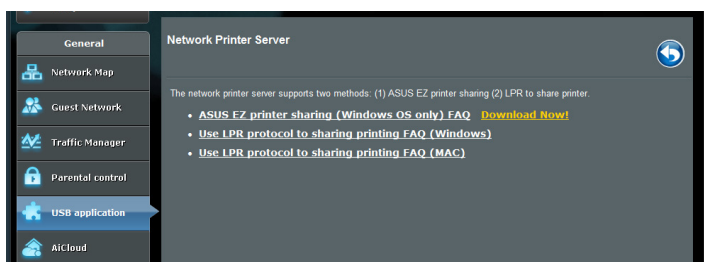 General
Network Map
Guest Network
Traffic Manager
Parental control
USB application
AiCloud
Network Printer Server
The network printer server supports two methods: (1) ASUS EZ printer sharing (2) LPR to share printer.
ASUS EZ printer sharing (Windows OS only) FAQ Download Now!
Use LPR protocol to sharing printing FAQ (Windows)
Use LPR protocol to sharing printing FAQ (MAC)